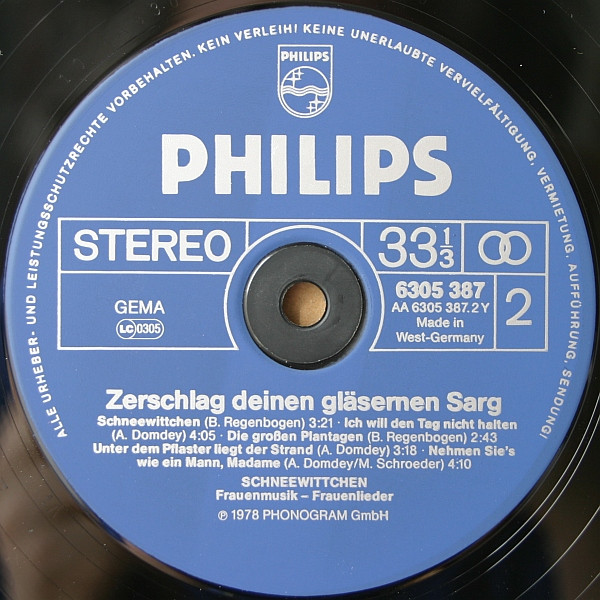 ALLE URHEBER- UND LEISTUNGSSCHUTZRECHTE VORBEHALTEN. KEIN VERLEIH! KEINE UNERLAUBTE VERVIELFÄLTIGUNG, VERMIETUNG, AUFFÜHRUNG, SENDUNG!
PHILIPS
PHILIPS
STEREO
33 1/3
GEMA
LC 0305
6305 387
AA 6305 387.2 Y
Made in
West-Germany
2
Zerschlag deinen gläsernen Sarg
Schneewittchen (B. Regenbogen) 3:21 · Ich will den Tag nicht halten
(A. Domdey) 4:05 · Die großen Plantagen (B. Regenbogen) 2:43
Unter dem Pflaster liegt der Strand (A. Domdey) 3:18 · Nehmen Sie's
wie ein Mann, Madame (A. Domdey/M. Schroeder) 4:10
SCHNEEWITTCHEN
Frauenmusik – Frauenlieder
℗ 1978 PHONOGRAM GmbH